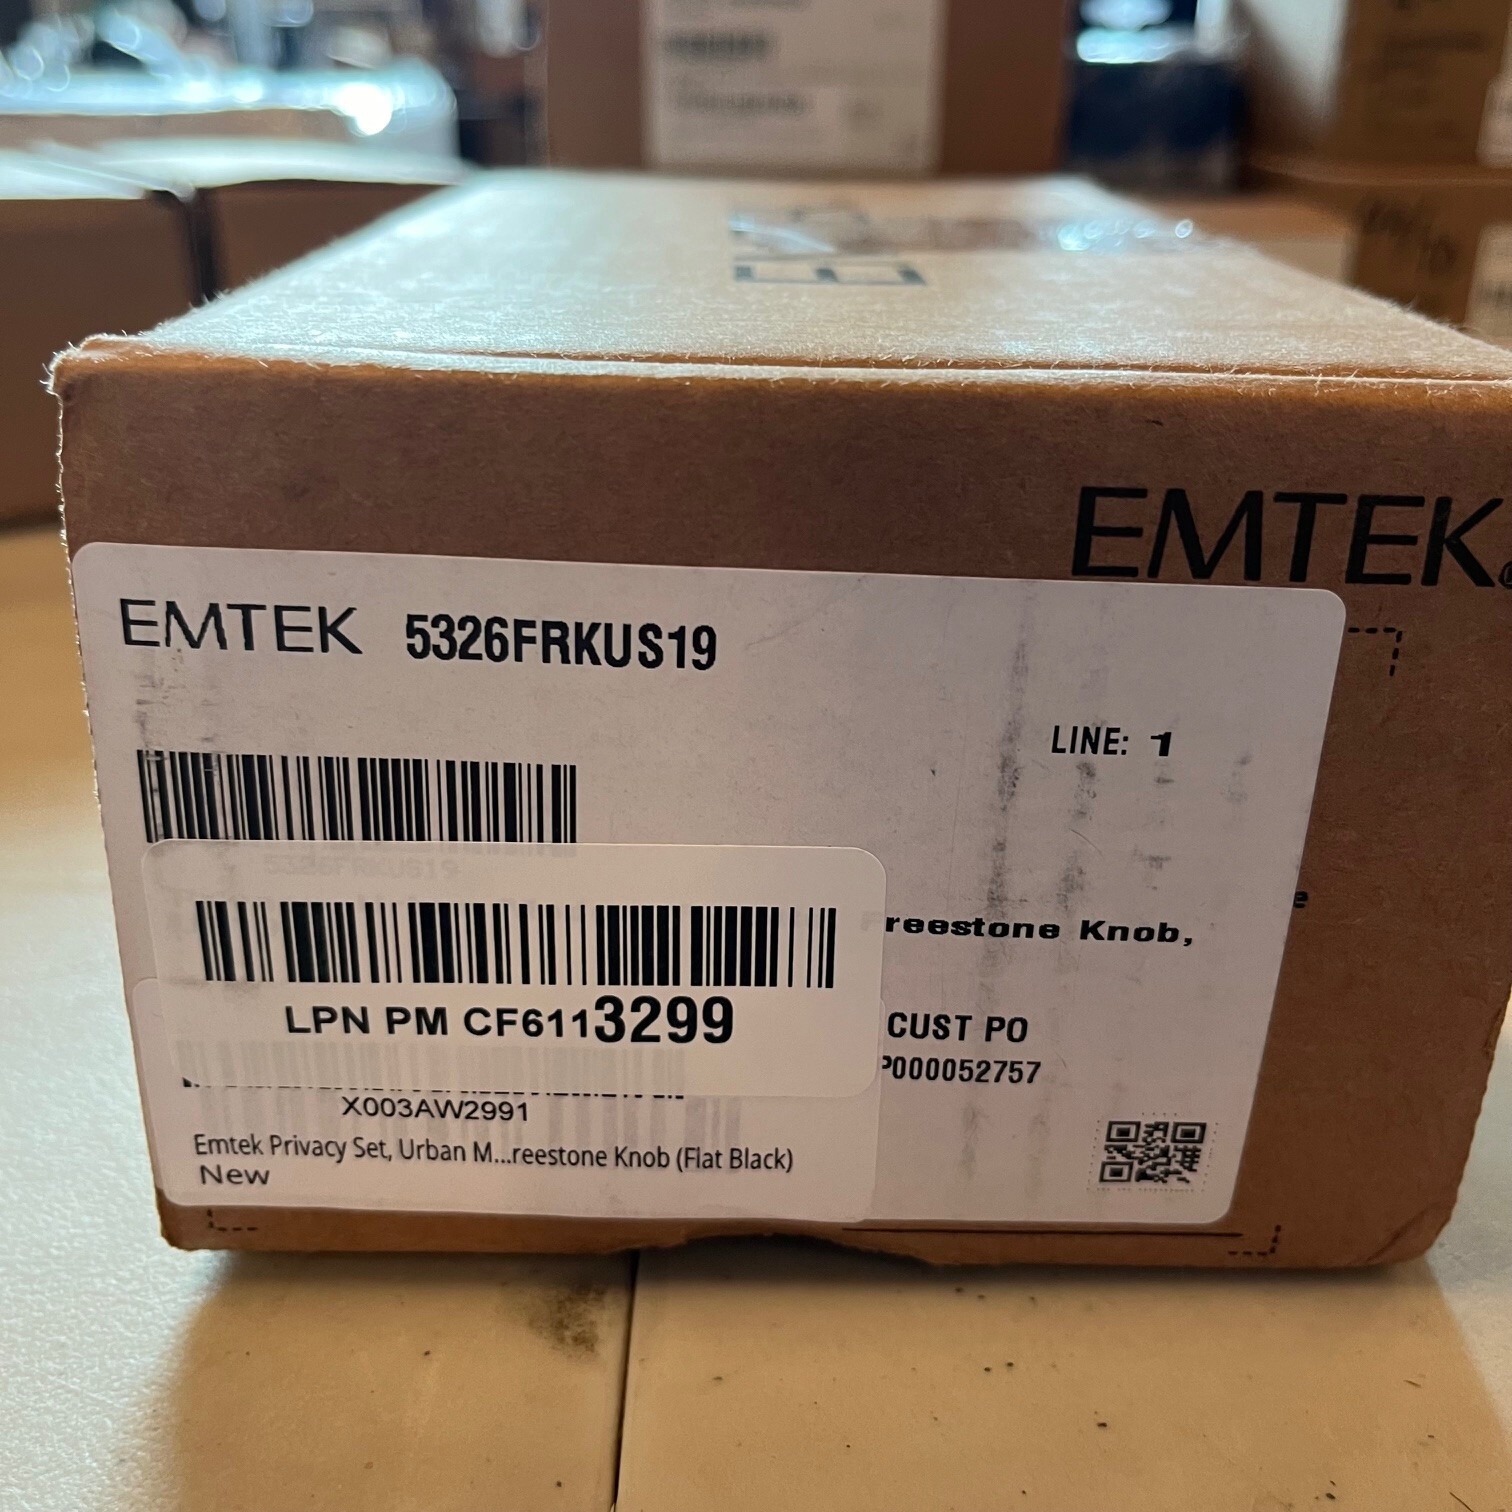 EMTEK®
EMTEK 5326FRKUS19
LINE: 1
5326FRKUS19
Freestone Knob,
LPN PM CF6113299
CUST PO
P000052757
X003AW2991
Emtek Privacy Set, Urban M...reestone Knob (Flat Black)
New